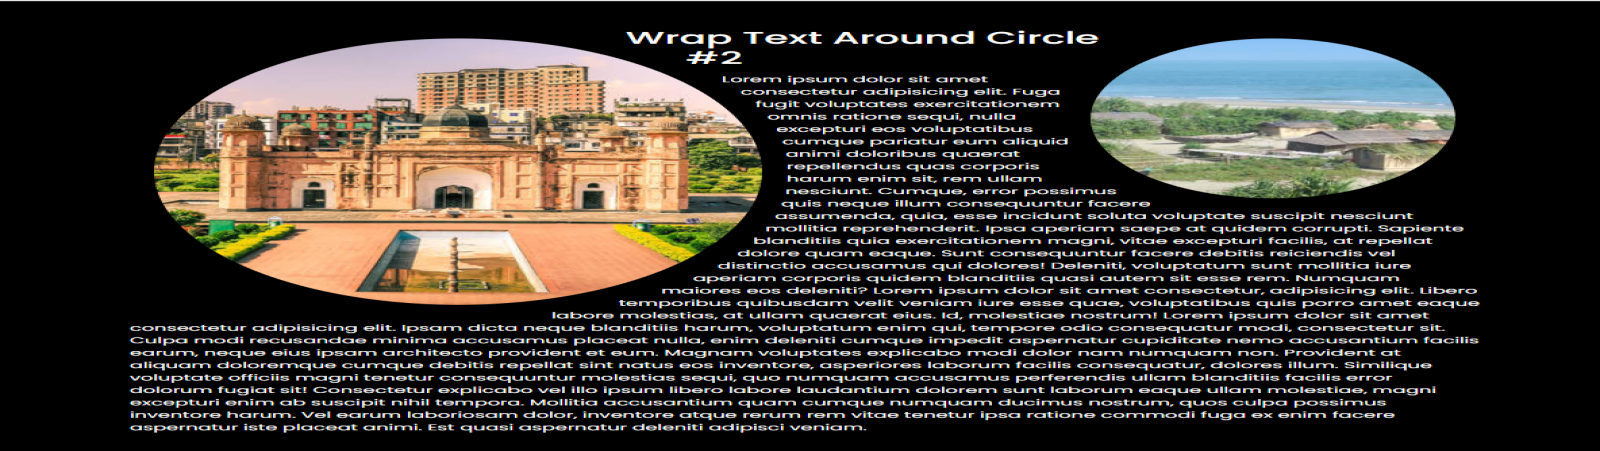 Wrap Text Around Circle
#2
Lorem ipsum dolor sit amet
consectetur adipisicing elit. Fuga
fugit voluptates exercitationem
omnis ratione sequi, nulla
excepturi eos voluptatibus
cumque pariatur eum aliquid
animi doloribus quaerat
repellendus quas corporis
harum enim sit, rem ullam
nesciunt. Cumque, error possimus
quis neque illum consequuntur facere
assumenda, quia, esse incidunt soluta voluptate suscipit nesciunt
mollitia reprehenderit. Ipsa aperiam saepe at quidem corrupti. Sapiente
blanditiis quia exercitationem magni, vitae excepturi facilis, at repellat
dolore quam eaque. Sunt consequuntur facere debitis reiciendis vel
distinctio accusamus qui dolores! Deleniti, voluptatum sunt mollitia iure
aperiam corporis quidem blanditiis quasi autem sit esse rem. Numquam
maiores eos deleniti? Lorem ipsum dolor sit amet consectetur, adipisicing elit. Libero
temporibus quibusdam velit veniam iure esse quae, voluptatibus quis porro amet eaque
labore molestias, at ullam quaerat eius. Id, molestiae nostrum! Lorem ipsum dolor sit amet
consectetur adipisicing elit. Ipsam dicta neque blanditiis harum, voluptatum enim qui, tempore odio consequatur modi, consectetur sit.
Culpa modi recusandae minima accusamus placeat nulla, enim deleniti cumque impedit aspernatur cupiditate nemo accusantium facilis
earum, neque eius ipsam architecto provident et eum. Magnam voluptates explicabo modi dolor nam numquam non. Provident at
aliquam doloremque cumque debitis repellat sint natus eos inventore, asperiores laborum facilis consequatur, dolores illum. Similique
voluptate officiis magni tenetur consequuntur molestias sequi, quo numquam accusamus perferendis ullam blanditiis facilis error
dolorum fugiat sit! Consectetur explicabo vel illo ipsum libero labore laudantium dolorem sunt laborum eaque ullam molestiae, magni
excepturi enim ab suscipit nihil tempora. Mollitia accusantium quam cumque numquam ducimus nostrum, quos culpa possimus
inventore harum. Vel earum laboriosam dolor, inventore atque rerum rem vitae tenetur ipsa ratione commodi fuga ex enim facere
aspernatur iste placeat animi. Est quasi aspernatur deleniti adipisci veniam.